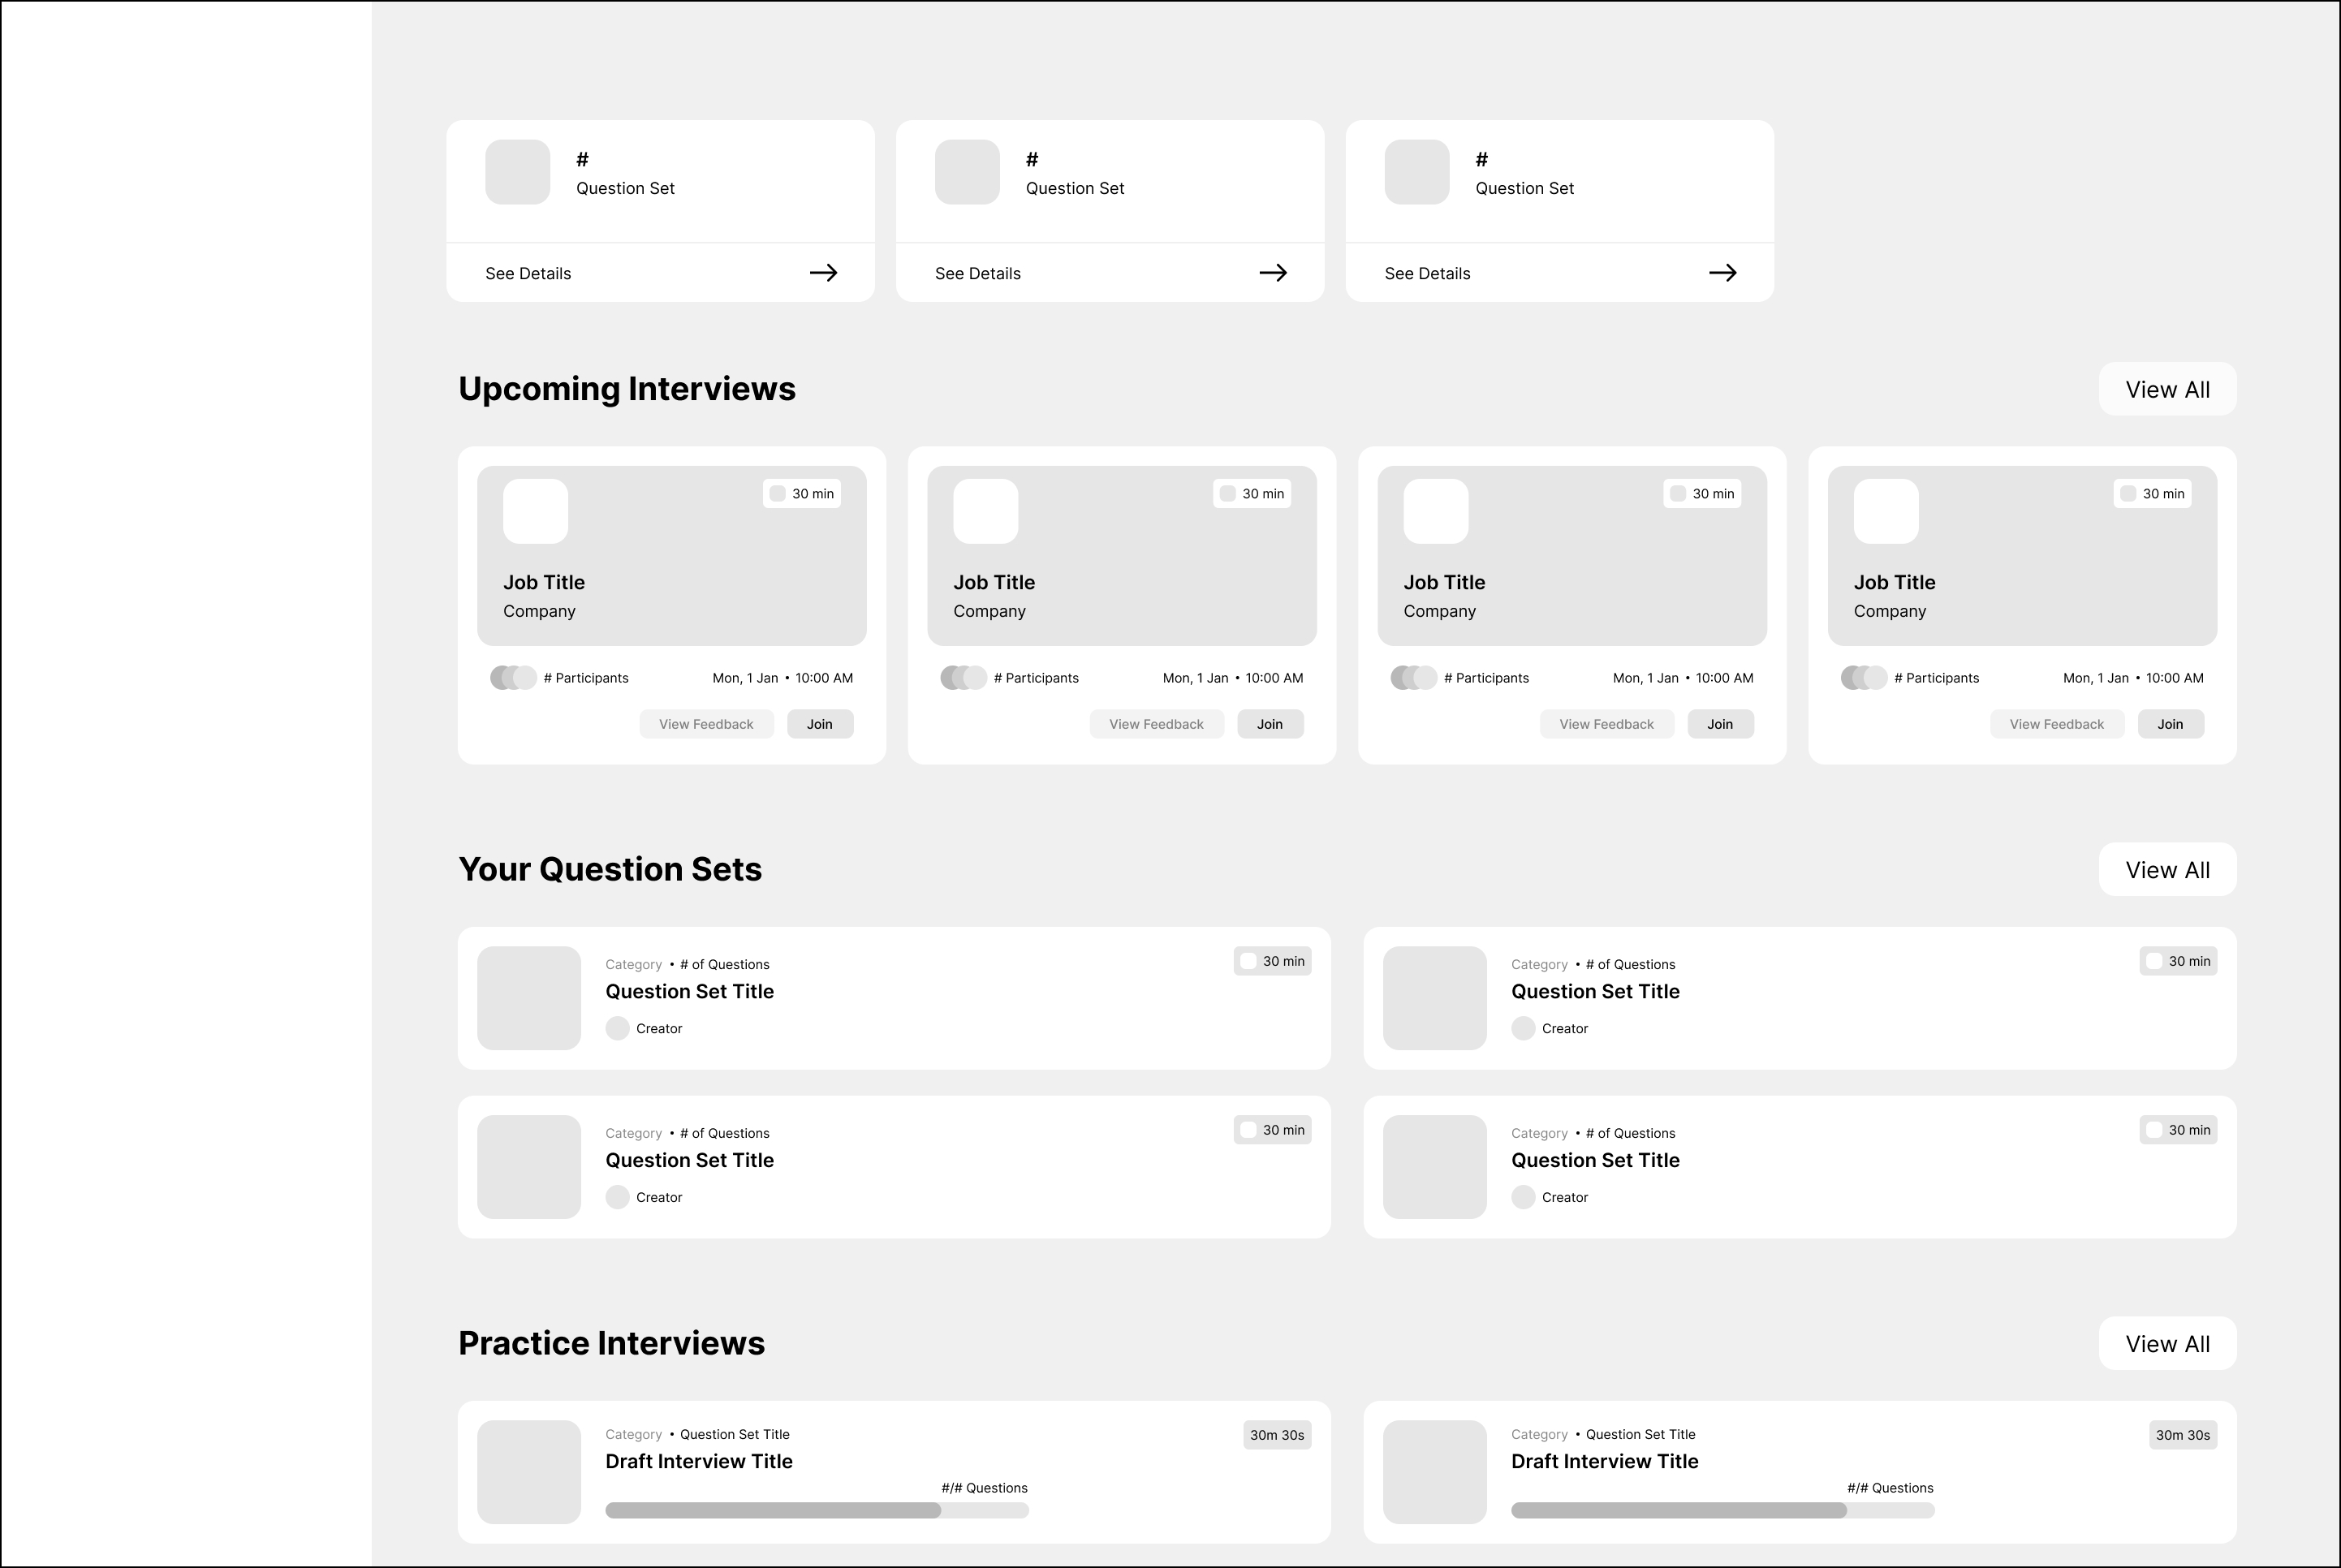 #
Question Set
See Details
#
Question Set
See Details
#
Question Set
See Details
Upcoming Interviews
View All
30 min
Job Title
Company
# Participants
Mon, 1 Jan • 10:00 AM
View Feedback
Join
30 min
Job Title
Company
# Participants
Mon, 1 Jan • 10:00 AM
View Feedback
Join
30 min
Job Title
Company
# Participants
Mon, 1 Jan • 10:00 AM
View Feedback
Join
30 min
Job Title
Company
# Participants
Mon, 1 Jan • 10:00 AM
View Feedback
Join
Your Question Sets
View All
Category • # of Questions
30 min
Question Set Title
Creator
Category • # of Questions
30 min
Question Set Title
Creator
Category • # of Questions
30 min
Question Set Title
Creator
Category • # of Questions
30 min
Question Set Title
Creator
Practice Interviews
View All
Category • Question Set Title
30m 30s
Draft Interview Title
#/# Questions
Category • Question Set Title
30m 30s
Draft Interview Title
#/# Questions